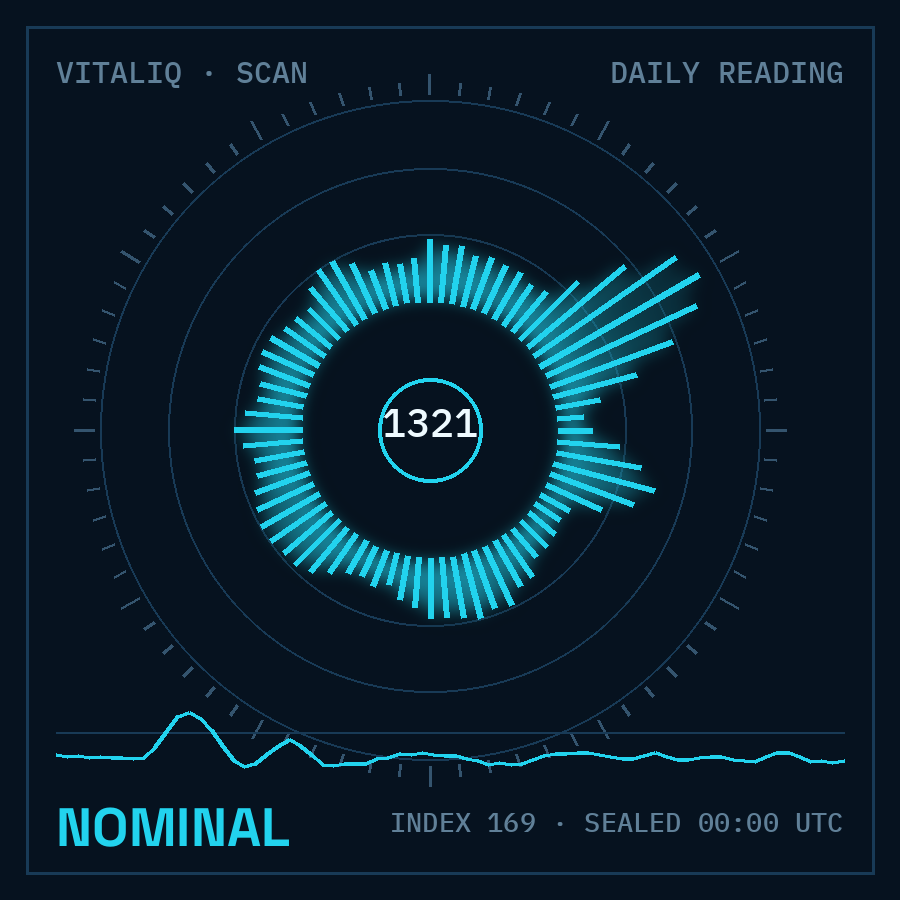 VITALIQ · SCAN
DAILY READING
1321
NOMINAL
INDEX 169 · SEALED 00:00 UTC